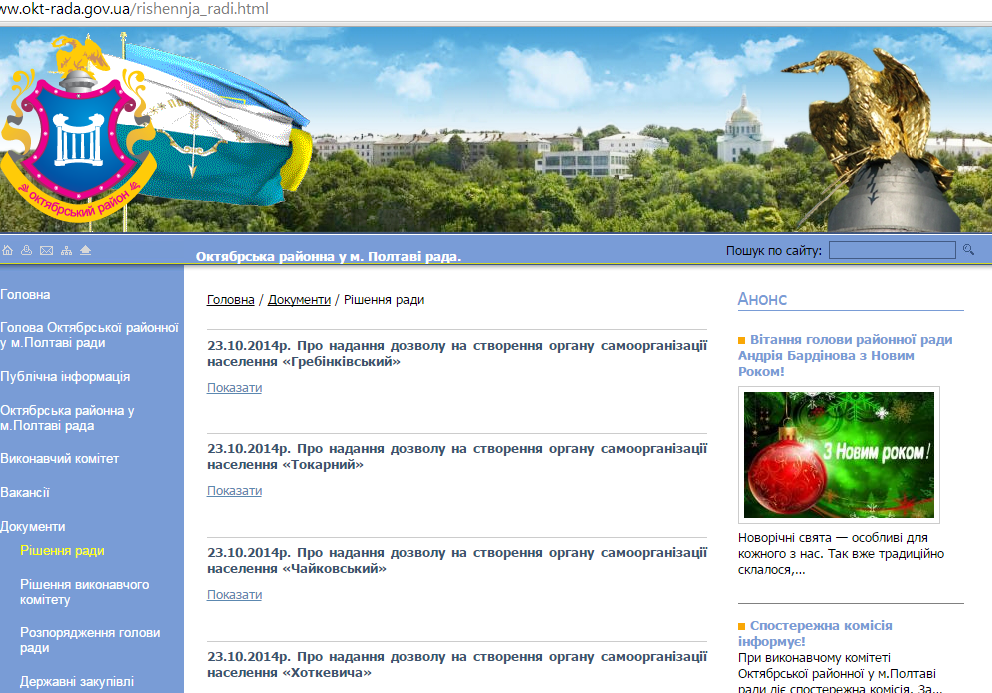 ww.okt-rada.gov.ua/rishennja_radi.html
октябрський район
Октябрська районна у м. Полтаві рада.
Пошук по сайту:
Головна
Голова Октябрської районної
у м.Полтаві ради
Публічна інформація
Октябрська районна у
м.Полтаві рада
Виконавчий комітет
Вакансії
Документи
Рішення ради
Рішення виконавчого
комітету
Розпорядження голови
ради
Державні закупівлі
Головна / Документи / Рішення ради
23.10.2014р. Про надання дозволу на створення органу самоорганізації
населення «Гребінківський»
Показати
23.10.2014р. Про надання дозволу на створення органу самоорганізації
населення «Токарний»
Показати
23.10.2014р. Про надання дозволу на створення органу самоорганізації
населення «Чайковський»
Показати
23.10.2014р. Про надання дозволу на створення органу самоорганізації
населення «Хоткевича»
Анонс
Вітання голови районної ради
Андрія Бардінова з Новим
Роком!
З Новим роком!
Новорічні свята — особливі для
кожного з нас. Так вже традиційно
склалося,...
Спостережна комісія
інформує!
При виконавчому комітеті
Октябрської районної у м.Полтаві
ради діє спостережна комісія. За...